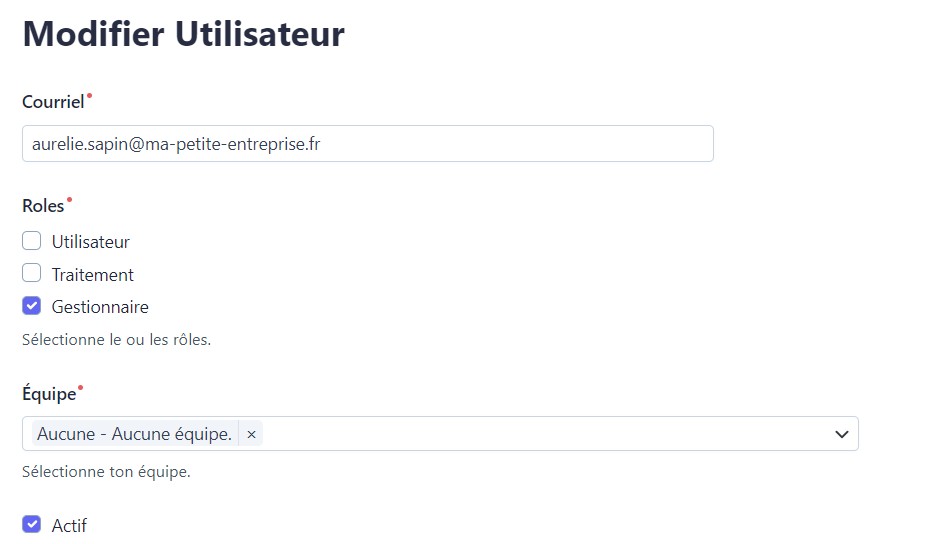 Modifier Utilisateur
Courriel
aurelie.sapin@ma-petite-entreprise.fr
Roles
Utilisateur
Traitement
Gestionnaire
Sélectionne le ou les rôles.
Équipe
Aucune - Aucune équipe. ×
Sélectionne ton équipe.
Actif